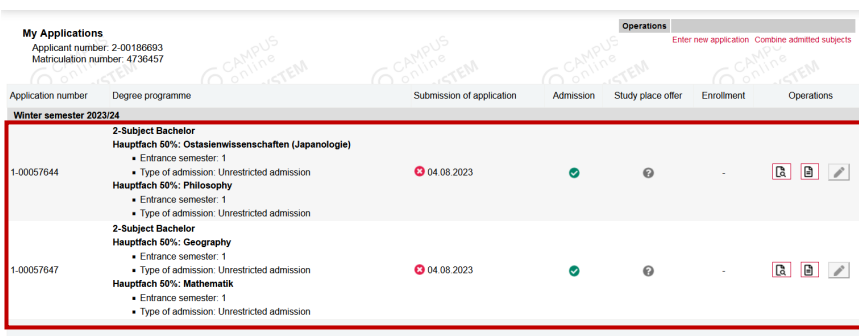 Operations
My Applications
Enter new application Combine admitted subjects
Applicant number: 2-00186693
Matriculation number: 4736457
Application number Degree programme Submission of application Admission Study place offer Enrollment Operations
Winter semester 2023/24
2-Subject Bachelor
Hauptfach 50%: Ostasienwissenschaften (Japanologie)
▪ Entrance semester: 1
1-00057644 ▪ Type of admission: Unrestricted admission 04.08.2023 -
Hauptfach 50%: Philosophy
▪ Entrance semester: 1
▪ Type of admission: Unrestricted admission
2-Subject Bachelor
Hauptfach 50%: Geography
▪ Entrance semester: 1
1-00057647 ▪ Type of admission: Unrestricted admission 04.08.2023 -
Hauptfach 50%: Mathematik
▪ Entrance semester: 1
▪ Type of admission: Unrestricted admission